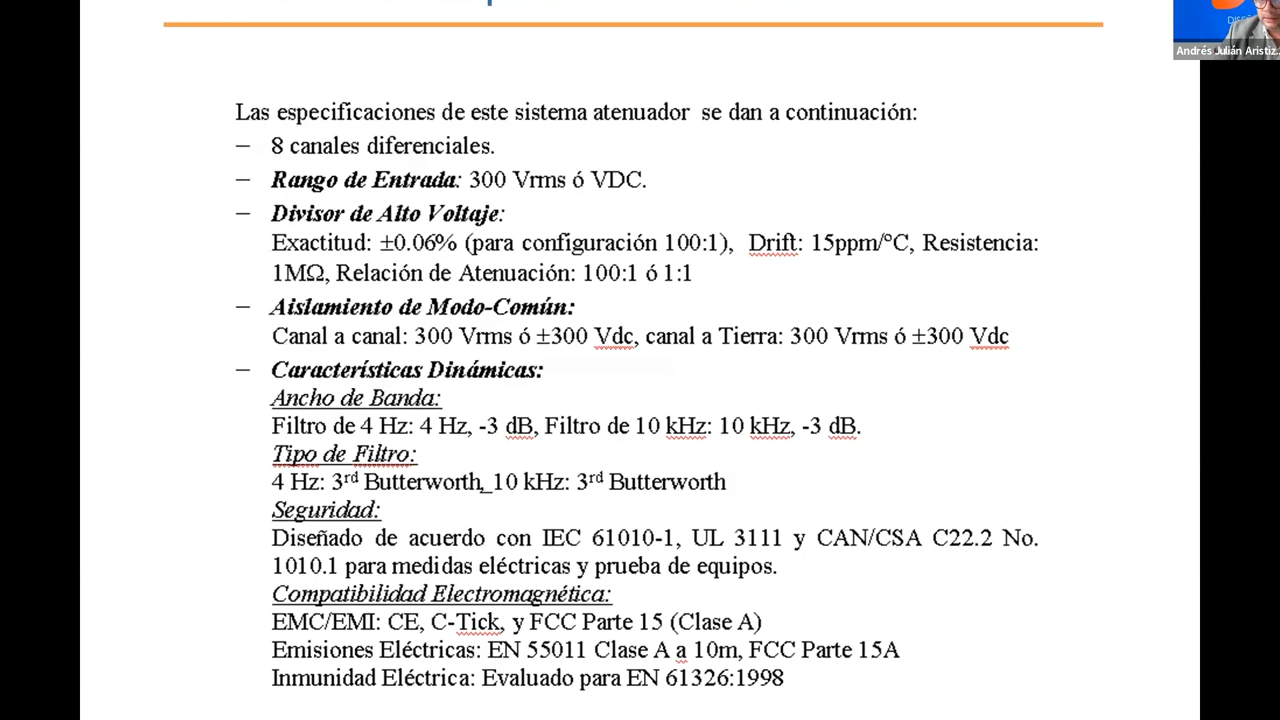 Andrés Julián Aristiz...
Las especificaciones de este sistema atenuador se dan a continuación:
– 8 canales diferenciales.
– Rango de Entrada: 300 Vrms ó VDC.
– Divisor de Alto Voltaje:
Exactitud: ±0.06% (para configuración 100:1), Drift: 15ppm/°C, Resistencia:
1MΩ, Relación de Atenuación: 100:1 ó 1:1
– Aislamiento de Modo-Común:
Canal a canal: 300 Vrms ó ±300 Vdc, canal a Tierra: 300 Vrms ó ±300 Vdc
– Características Dinámicas:
Ancho de Banda:
Filtro de 4 Hz: 4 Hz, -3 dB, Filtro de 10 kHz: 10 kHz, -3 dB.
Tipo de Filtro:
4 Hz: 3rd Butterworth, 10 kHz: 3rd Butterworth
Seguridad:
Diseñado de acuerdo con IEC 61010-1, UL 3111 y CAN/CSA C22.2 No.
1010.1 para medidas eléctricas y prueba de equipos.
Compatibilidad Electromagnética:
EMC/EMI: CE, C-Tick, y FCC Parte 15 (Clase A)
Emisiones Eléctricas: EN 55011 Clase A a 10m, FCC Parte 15A
Inmunidad Eléctrica: Evaluado para EN 61326:1998